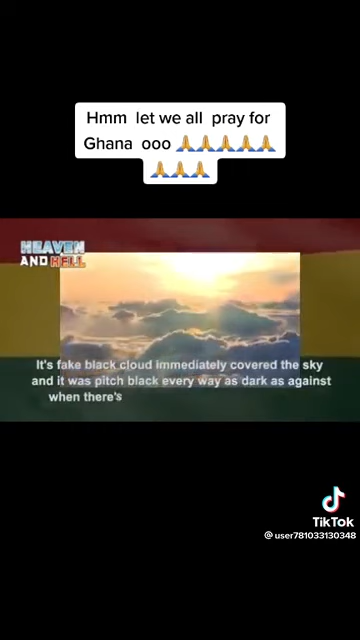 Hmm let we all pray for
Ghana ooo 🙏🙏🙏🙏🙏
🙏🙏🙏
HEAVEN
AND HELL
It's fake black cloud immediately covered the sky
and it was pitch black every way as dark as against
when there's
TikTok
@user781033130348